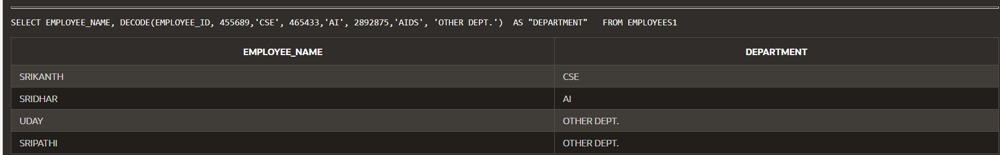 SELECT EMPLOYEE_NAME, DECODE(EMPLOYEE_ID, 455689,'CSE', 465433,'AI', 2892875,'AIDS', 'OTHER DEPT.')  AS "DEPARTMENT"   FROM EMPLOYEES1
EMPLOYEE_NAME DEPARTMENT
SRIKANTH CSE
SRIDHAR AI
UDAY OTHER DEPT.
SRIPATHI OTHER DEPT.